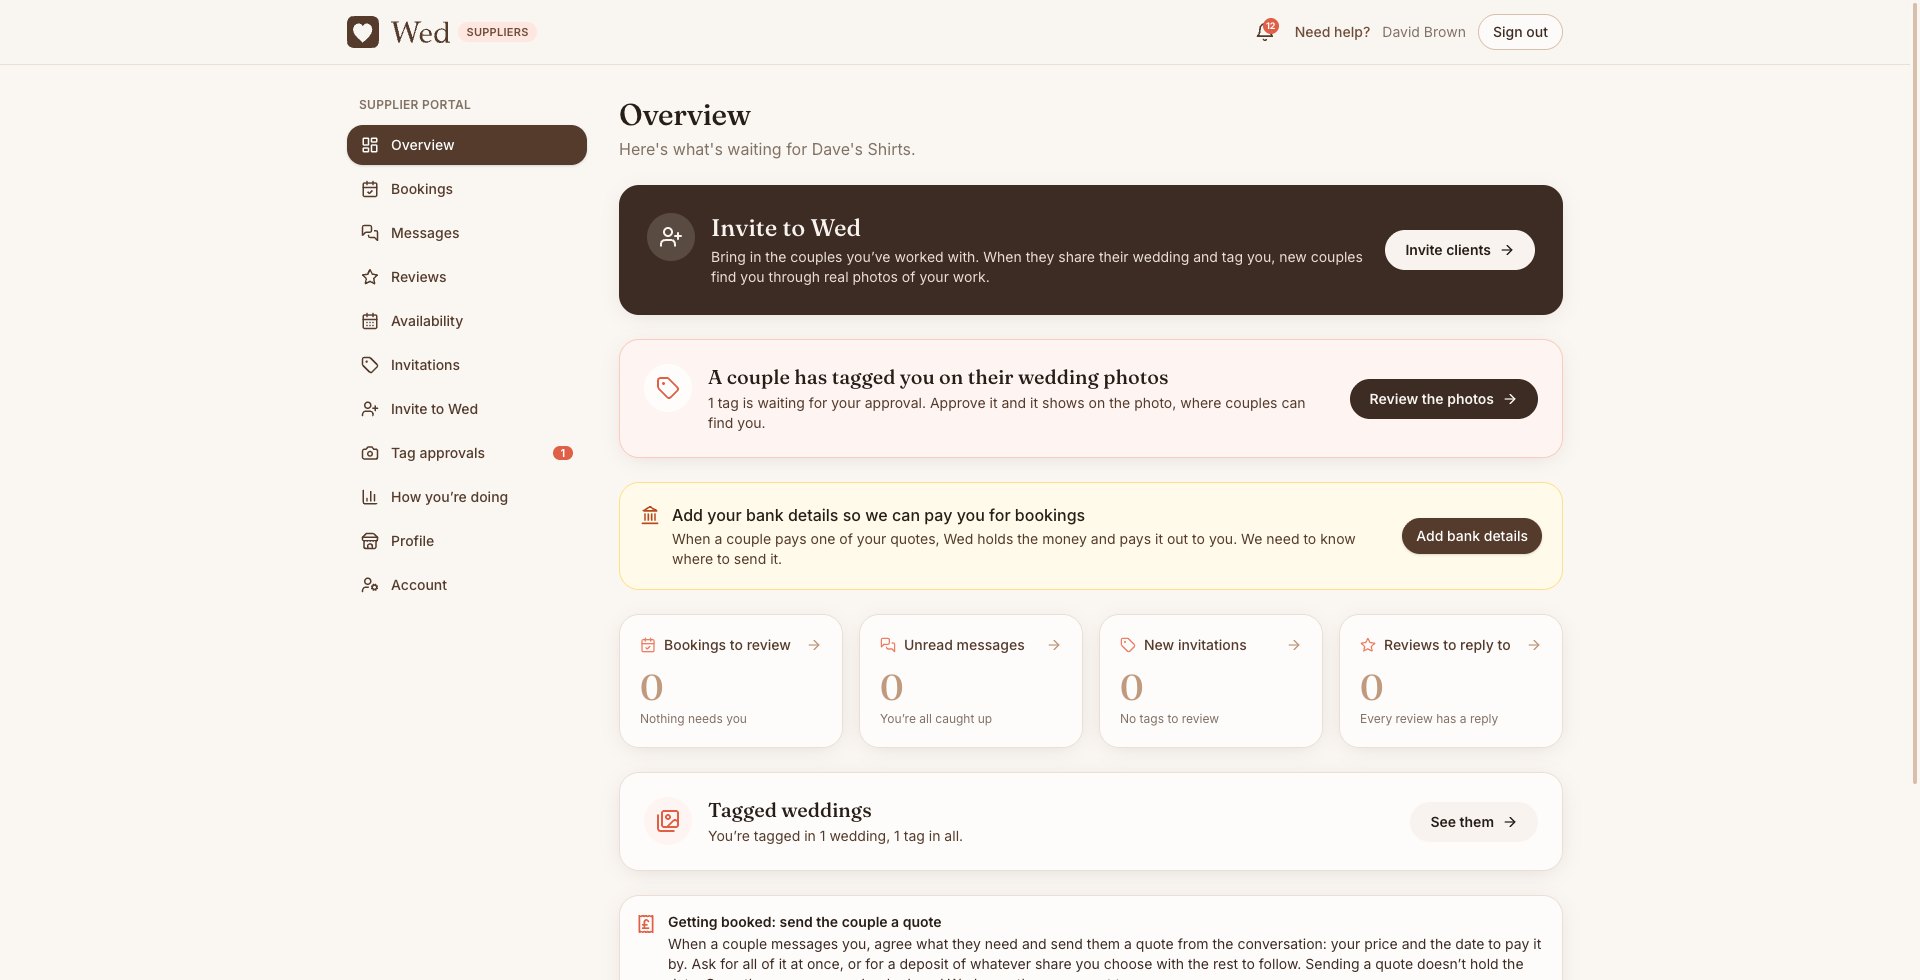 Wed SUPPLIERS
12
Need help? David Brown Sign out
SUPPLIER PORTAL
Overview
Bookings
Messages
Reviews
Availability
Invitations
Invite to Wed
Tag approvals 1
How you’re doing
Profile
Account
Overview
Here's what's waiting for Dave's Shirts.
Invite to Wed
Bring in the couples you’ve worked with. When they share their wedding and tag you, new couples
find you through real photos of your work.
Invite clients
A couple has tagged you on their wedding photos
1 tag is waiting for your approval. Approve it and it shows on the photo, where couples can
find you.
Review the photos
Add your bank details so we can pay you for bookings
When a couple pays one of your quotes, Wed holds the money and pays it out to you. We need to know
where to send it.
Add bank details
Bookings to review
0
Nothing needs you
Unread messages
0
You’re all caught up
New invitations
0
No tags to review
Reviews to reply to
0
Every review has a reply
Tagged weddings
You’re tagged in 1 wedding, 1 tag in all.
See them
Getting booked: send the couple a quote
When a couple messages you, agree what they need and send them a quote from the conversation: your price and the date to pay it
by. Ask for all of it at once, or for a deposit of whatever share you choose with the rest to follow. Sending a quote doesn’t hold the